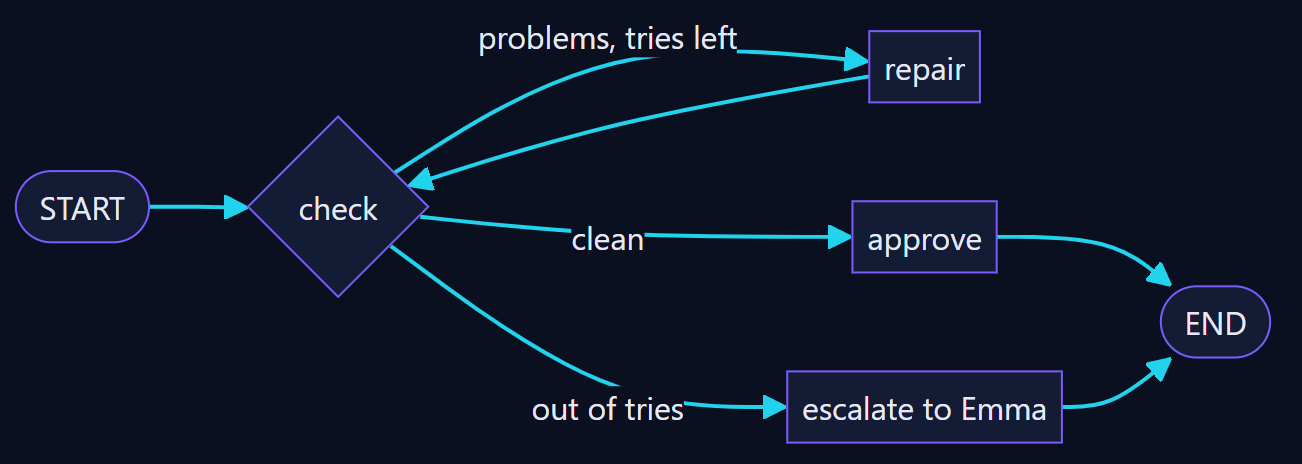 problems, tries left
repair
START
check
clean
approve
END
out of tries
escalate to Emma